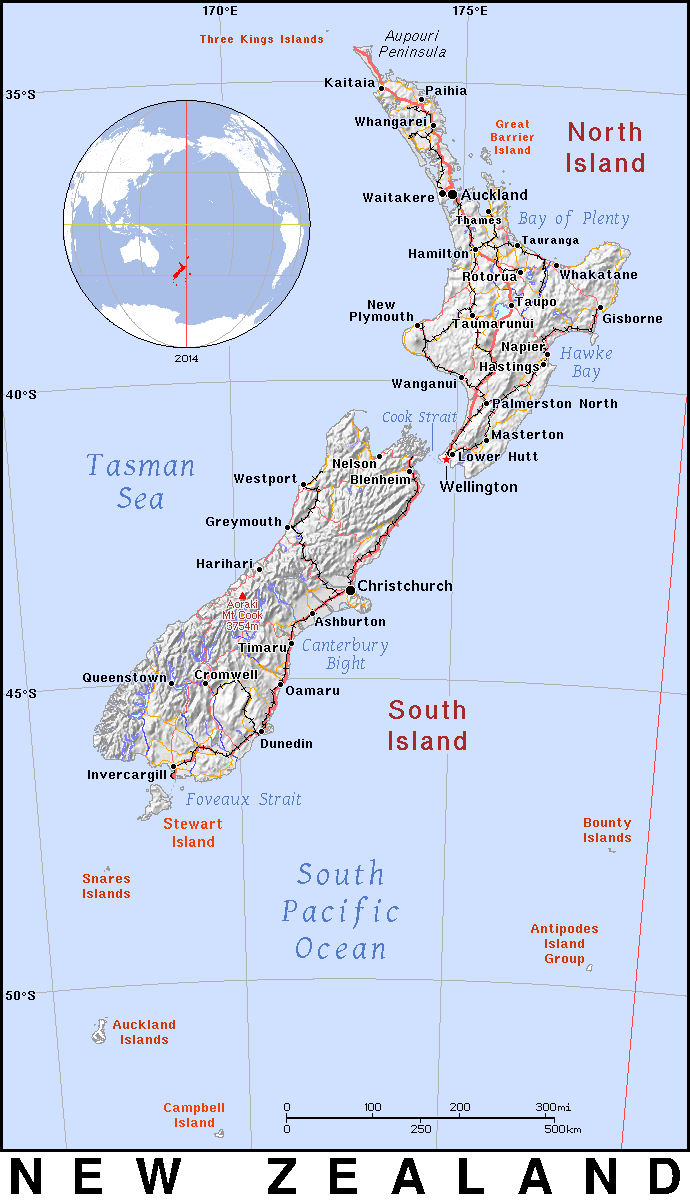 170°E
175°E
Three Kings Islands
Aupouri
Peninsula
Kaitaia
Paihia
35°S
Whangarei
Great
Barrier
Island
North
Island
Waitakere
Auckland
Thames
Bay of Plenty
Tauranga
Hamilton
Rotorua
Whakatane
Taupo
New
Plymouth
Taumarunui
Gisborne
2014
Napier
Hawke
Bay
Hastings
Wanganui
40°S
Palmerston North
Cook Strait
Masterton
Lower Hutt
Wellington
Tasman
Sea
Nelson
Blenheim
Westport
Greymouth
Harihari
Christchurch
Aoraki
Mt Cook
3754m
Ashburton
Timaru
Canterbury
Bight
Queenstown
Cromwell
Oamaru
45°S
South
Island
Dunedin
Invercargill
Foveaux Strait
Stewart
Island
Bounty
Islands
Snares
Islands
South
Pacific
Ocean
Antipodes
Island
Group
50°S
Auckland
Islands
Campbell
Island
0 100 200 300mi
0 250 500km
NEW ZEALAND